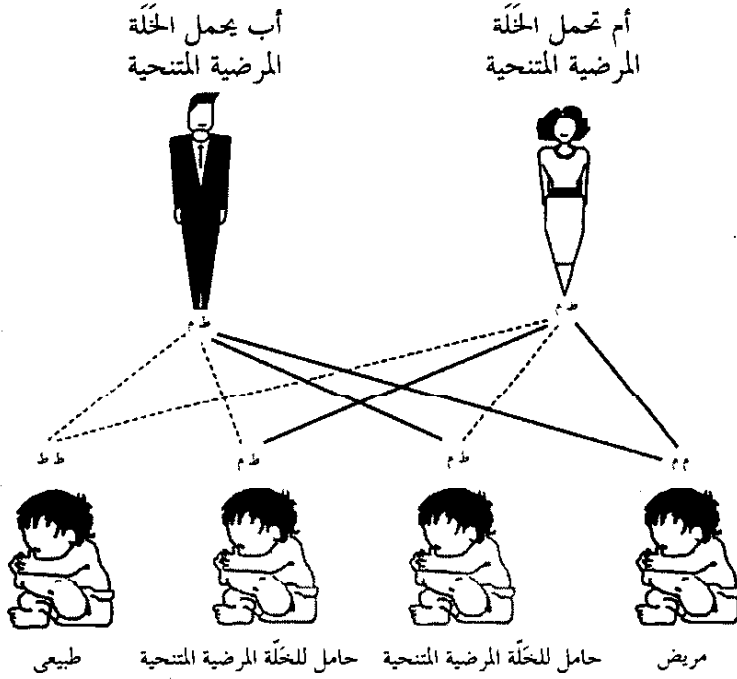 أم تحمل الخَلَة
المرضية المتنحية
أب يحمل الخَلَة
المرضية المتنحية
ط م
ط م
م م
ط م
ط م
ط ط
مريض
حامل للخَلّة المرضية المتنحية
حامل للخَلّة المرضية المتنحية
طبيعى